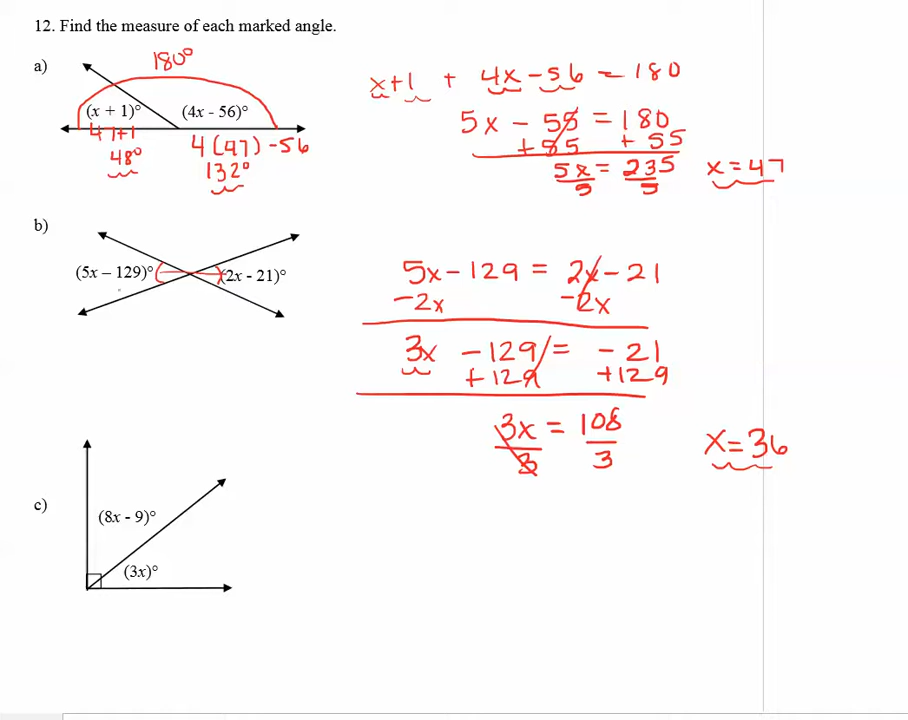 12. Find the measure of each marked angle.
a)
180°
(x + 1)° (4x - 56)°
47+1 4(47) -56
48° 132°
x+1 + 4x -56 = 180
5x - 55 = 180
+55 + 55
5x = 235
5 5
x = 47
b)
(5x – 129)° (2x - 21)°
5x - 129 = 2x - 21
-2x -2x
3x - 129 = - 21
+129 +129
3x = 108
3 3
x = 36
c)
(8x - 9)°
(3x)°